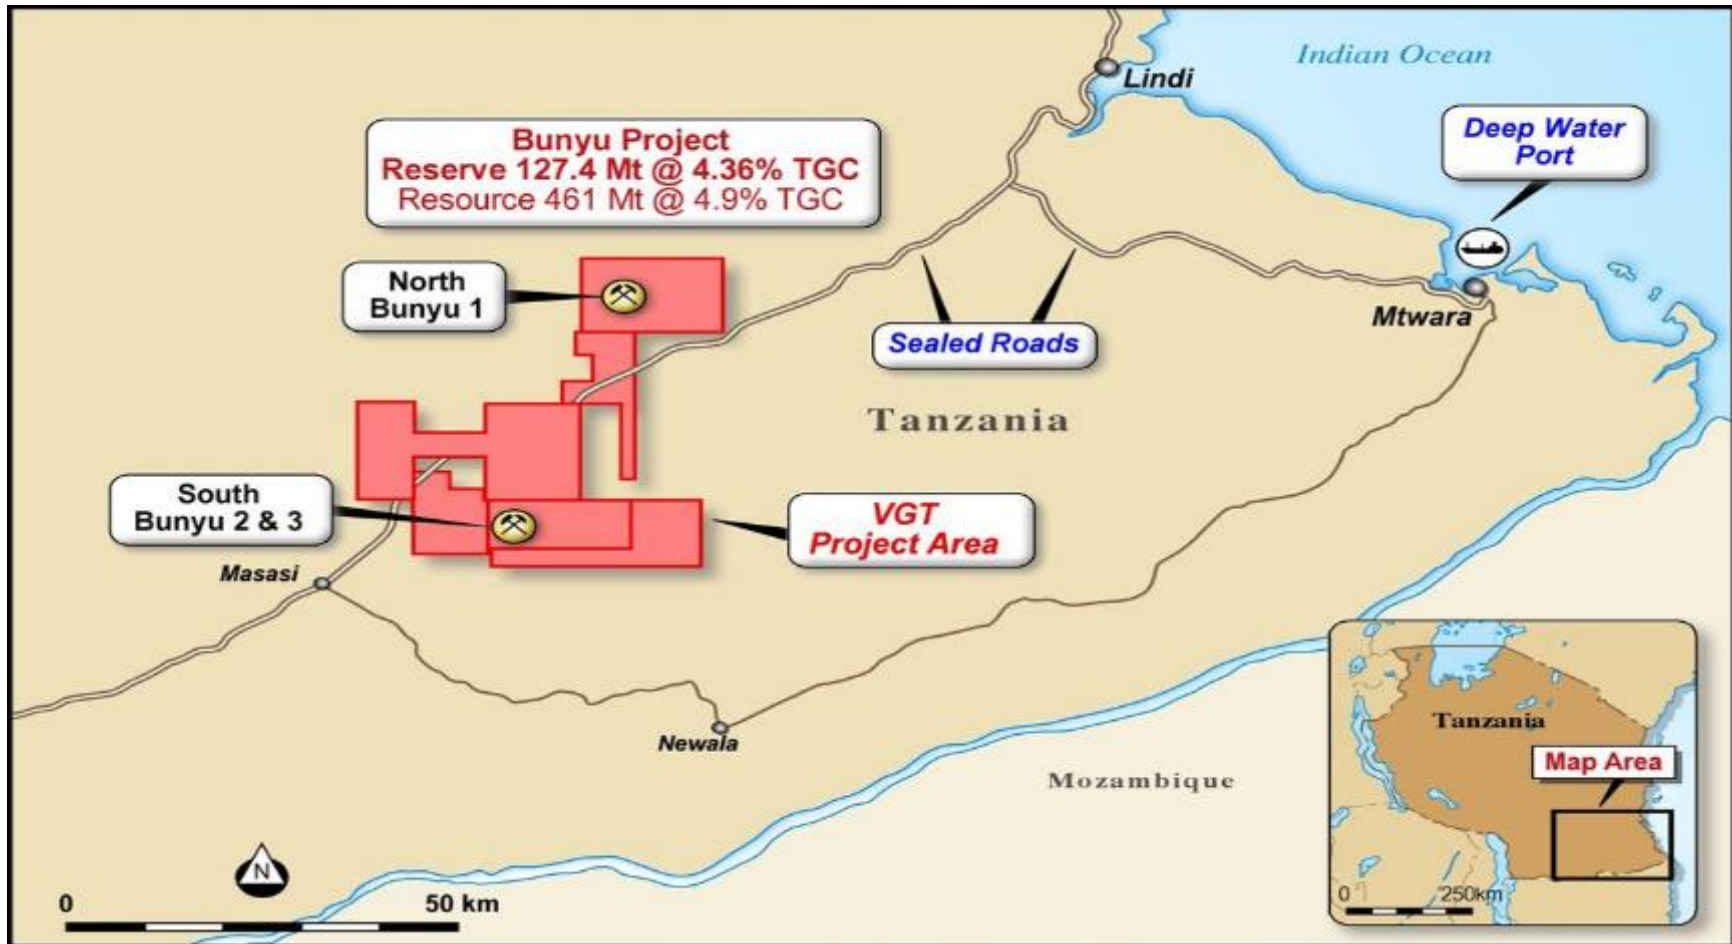 Indian Ocean
Lindi
Deep Water
Port
Bunyu Project
Reserve 127.4 Mt @ 4.36% TGC
Resource 461 Mt @ 4.9% TGC
North
Bunyu 1
Mtwara
Sealed Roads
Tanzania
South
Bunyu 2 & 3
VGT
Project Area
Masasi
Newala
Mozambique
Tanzania
Map Area
N
0 50 km
0 250km